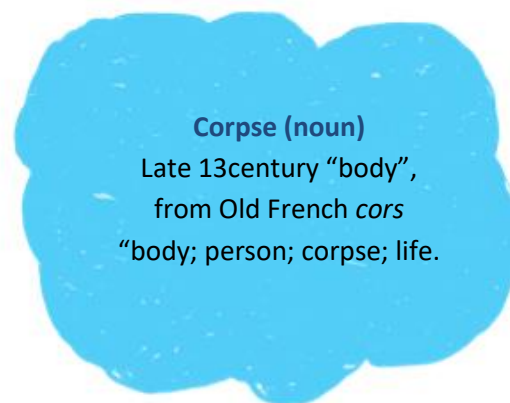 Corpse (noun)
Late 13century “body”,
from Old French cors
“body; person; corpse; life.